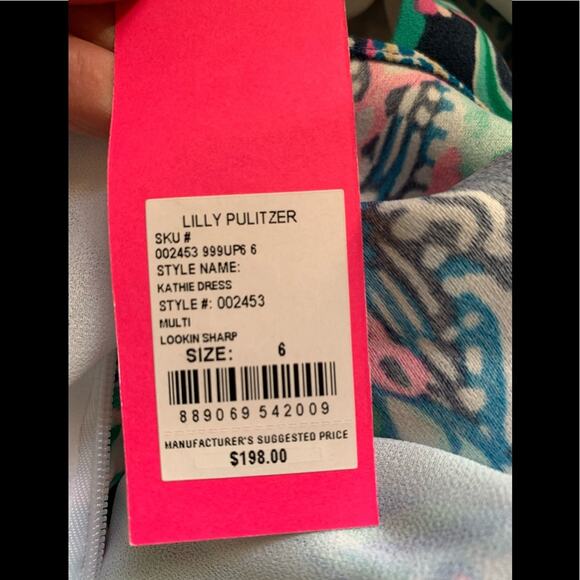 LILLY PULITZER
SKU #
002453 999UP6 6
STYLE NAME:
KATHIE DRESS
STYLE #: 002453
MULTI
LOOKIN SHARP
SIZE: 6
889069 542009
MANUFACTURER'S SUGGESTED PRICE
$198.00